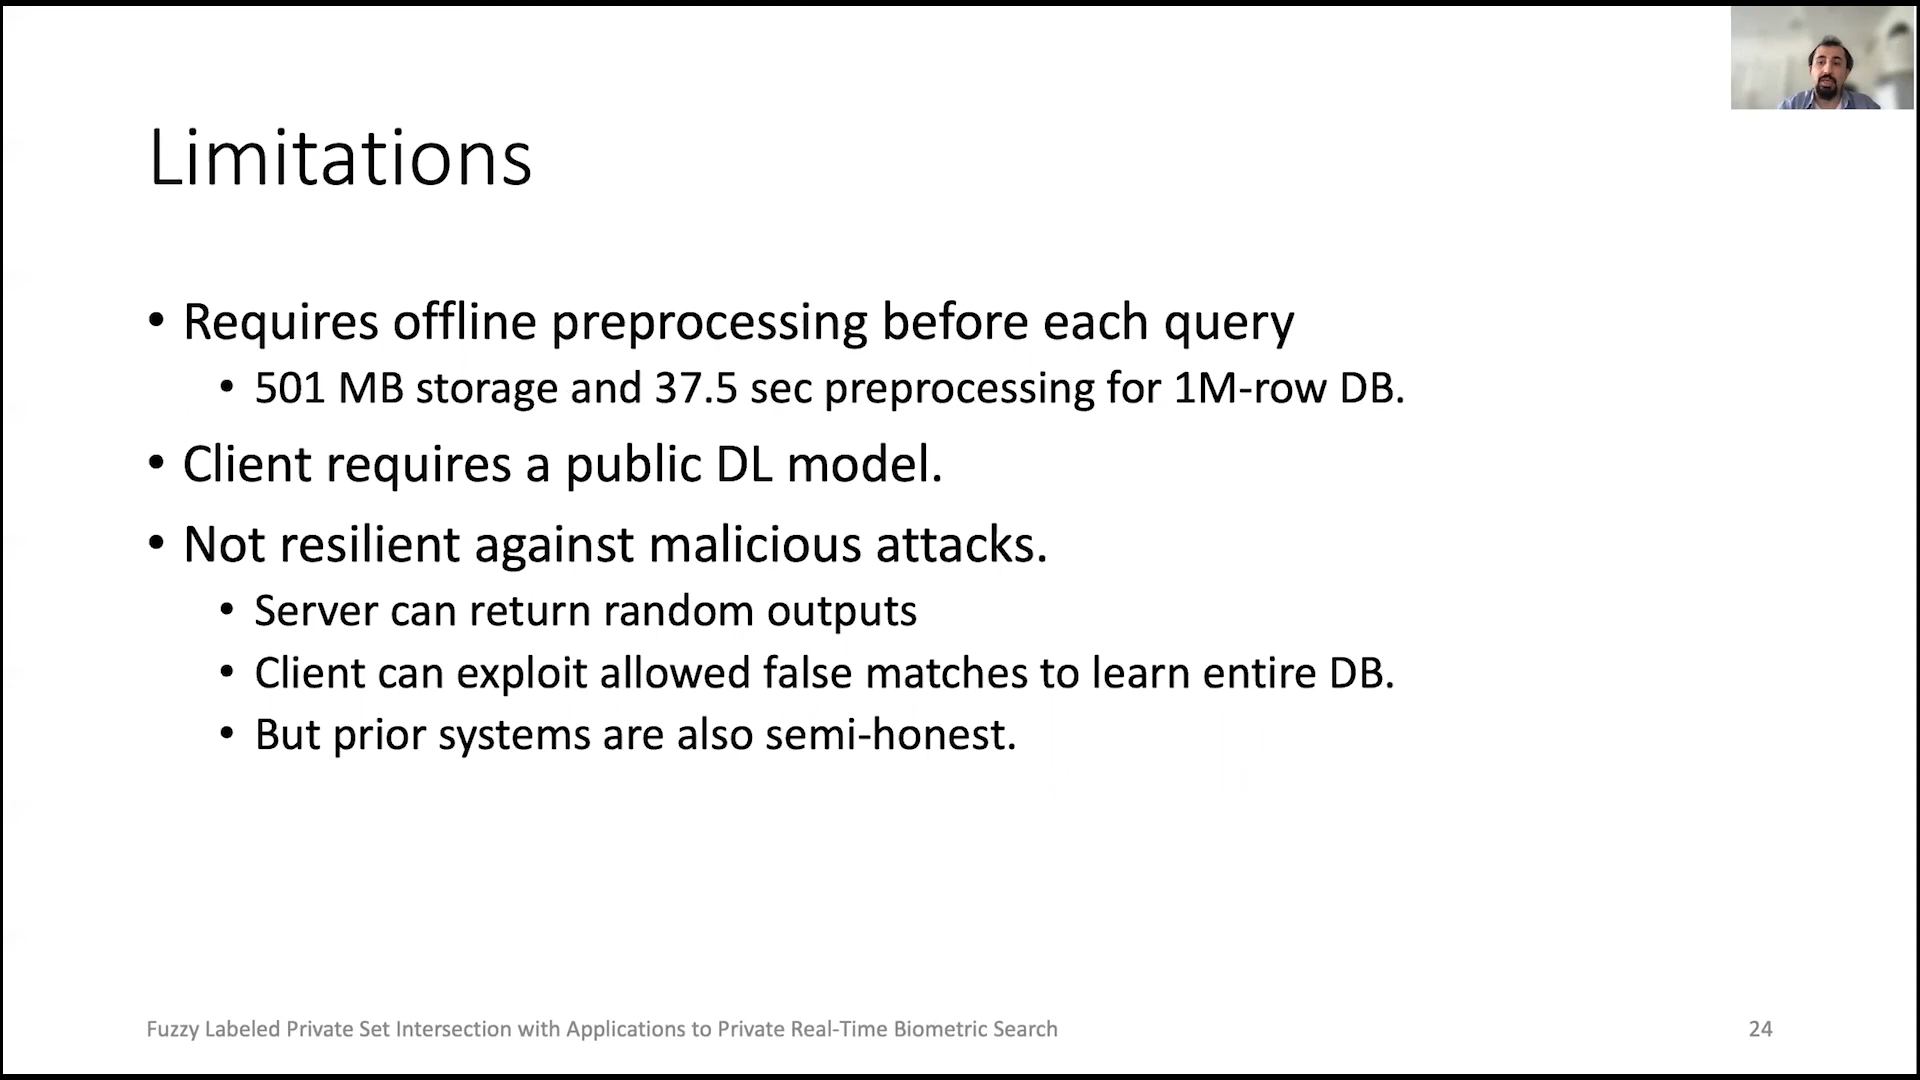 Limitations
• Requires offline preprocessing before each query
• 501 MB storage and 37.5 sec preprocessing for 1M-row DB.
• Client requires a public DL model.
• Not resilient against malicious attacks.
• Server can return random outputs
• Client can exploit allowed false matches to learn entire DB.
• But prior systems are also semi-honest.
Fuzzy Labeled Private Set Intersection with Applications to Private Real-Time Biometric Search
24